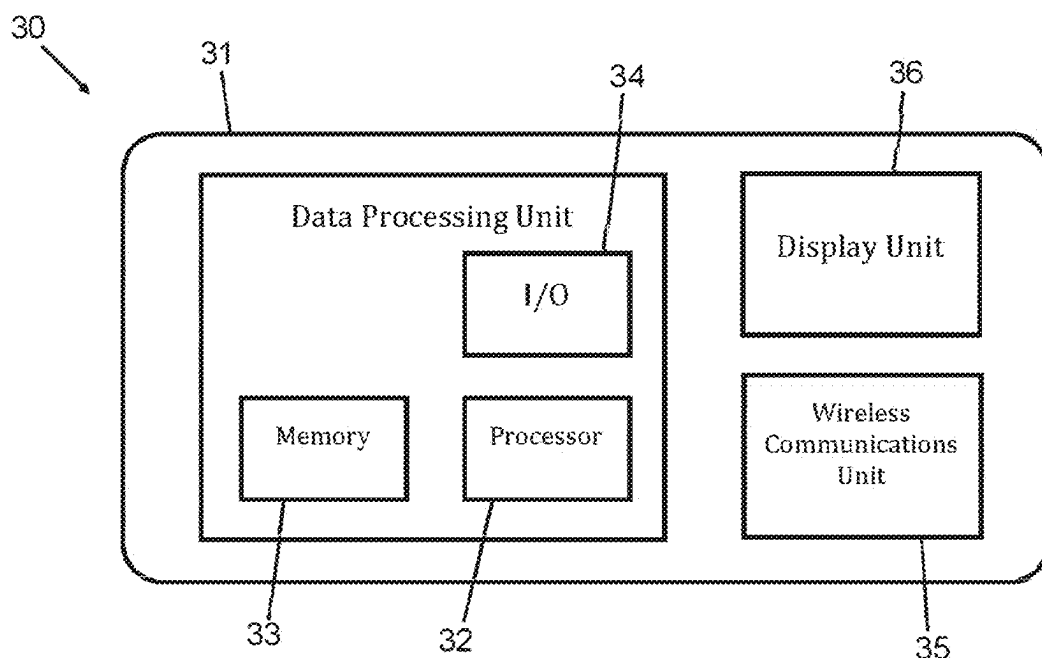 30
31
34
36
Data Processing Unit
I/O
Display Unit
Memory
Processor
Wireless
Communications
Unit
33
32
35